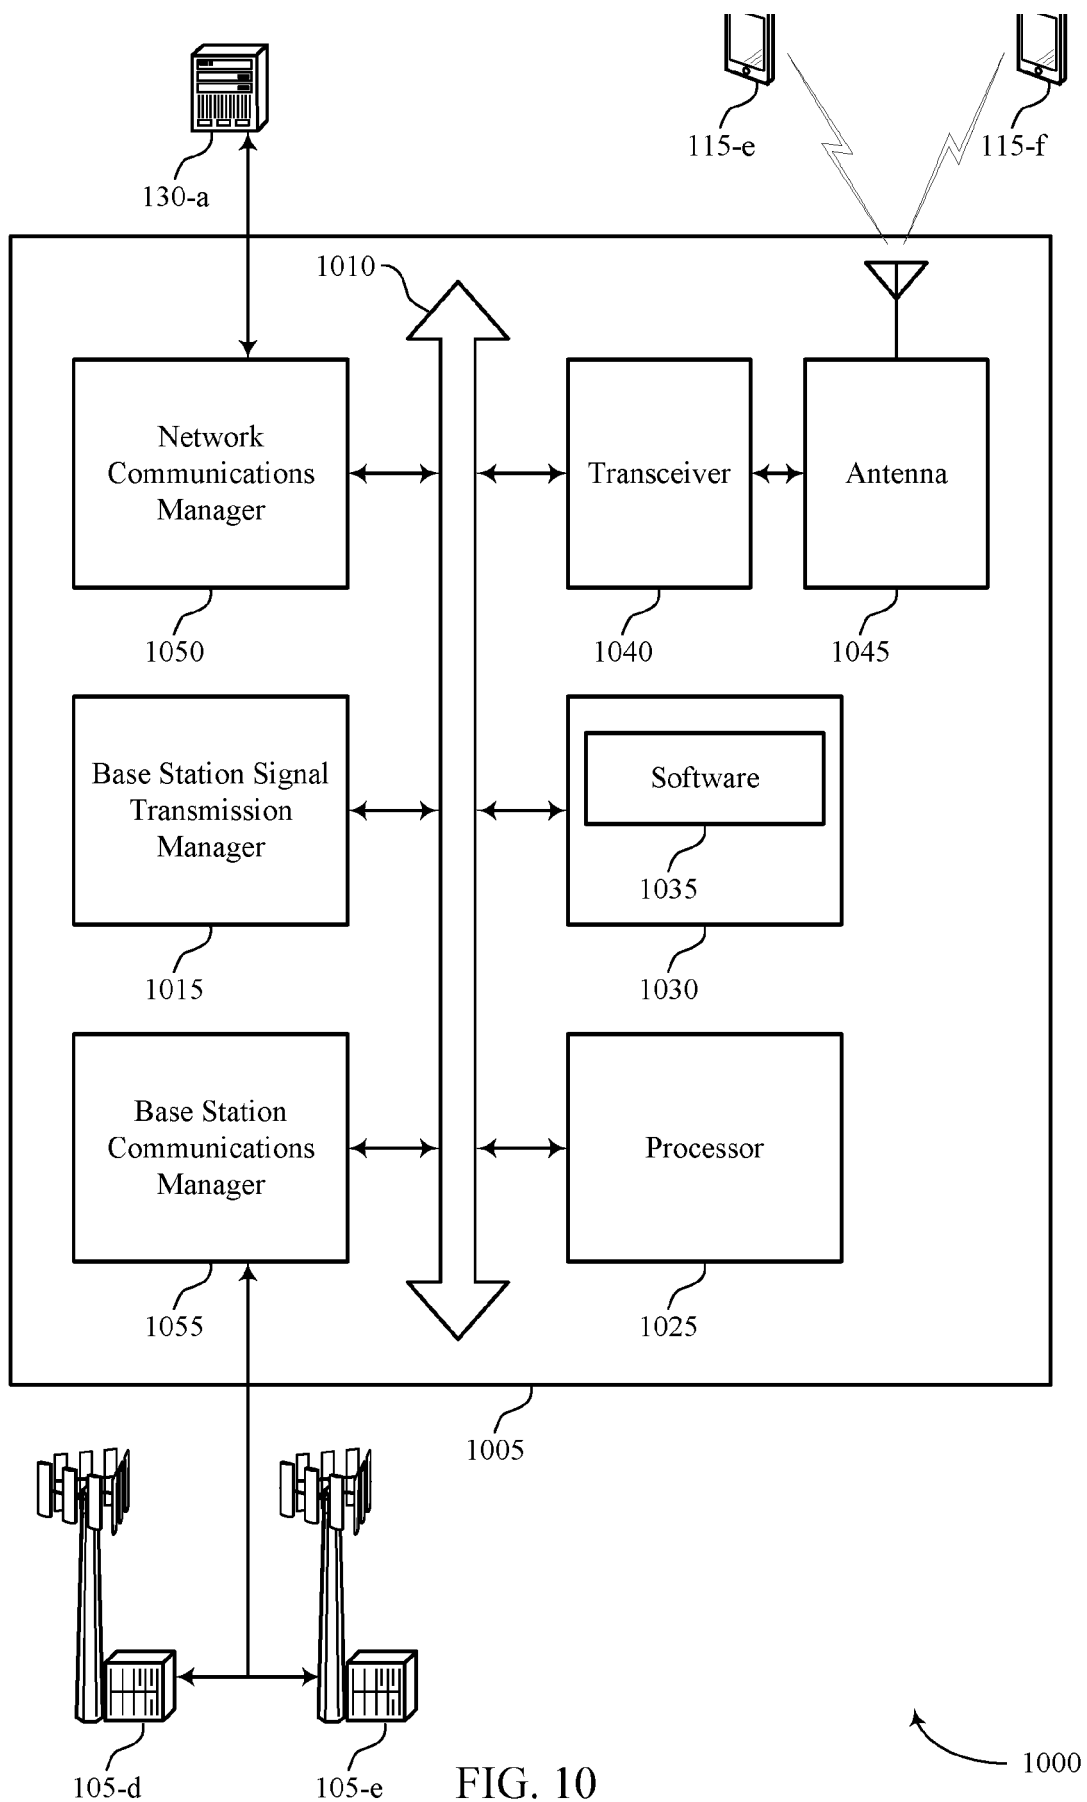 115-e
115-f
130-a
1010
Network
Communications
Manager
Transceiver
Antenna
1050
1040
1045
Base Station Signal
Transmission
Manager
Software
1035
1015
1030
Base Station
Communications
Manager
Processor
1055
1025
1005
105-d
105-e
FIG. 10
1000